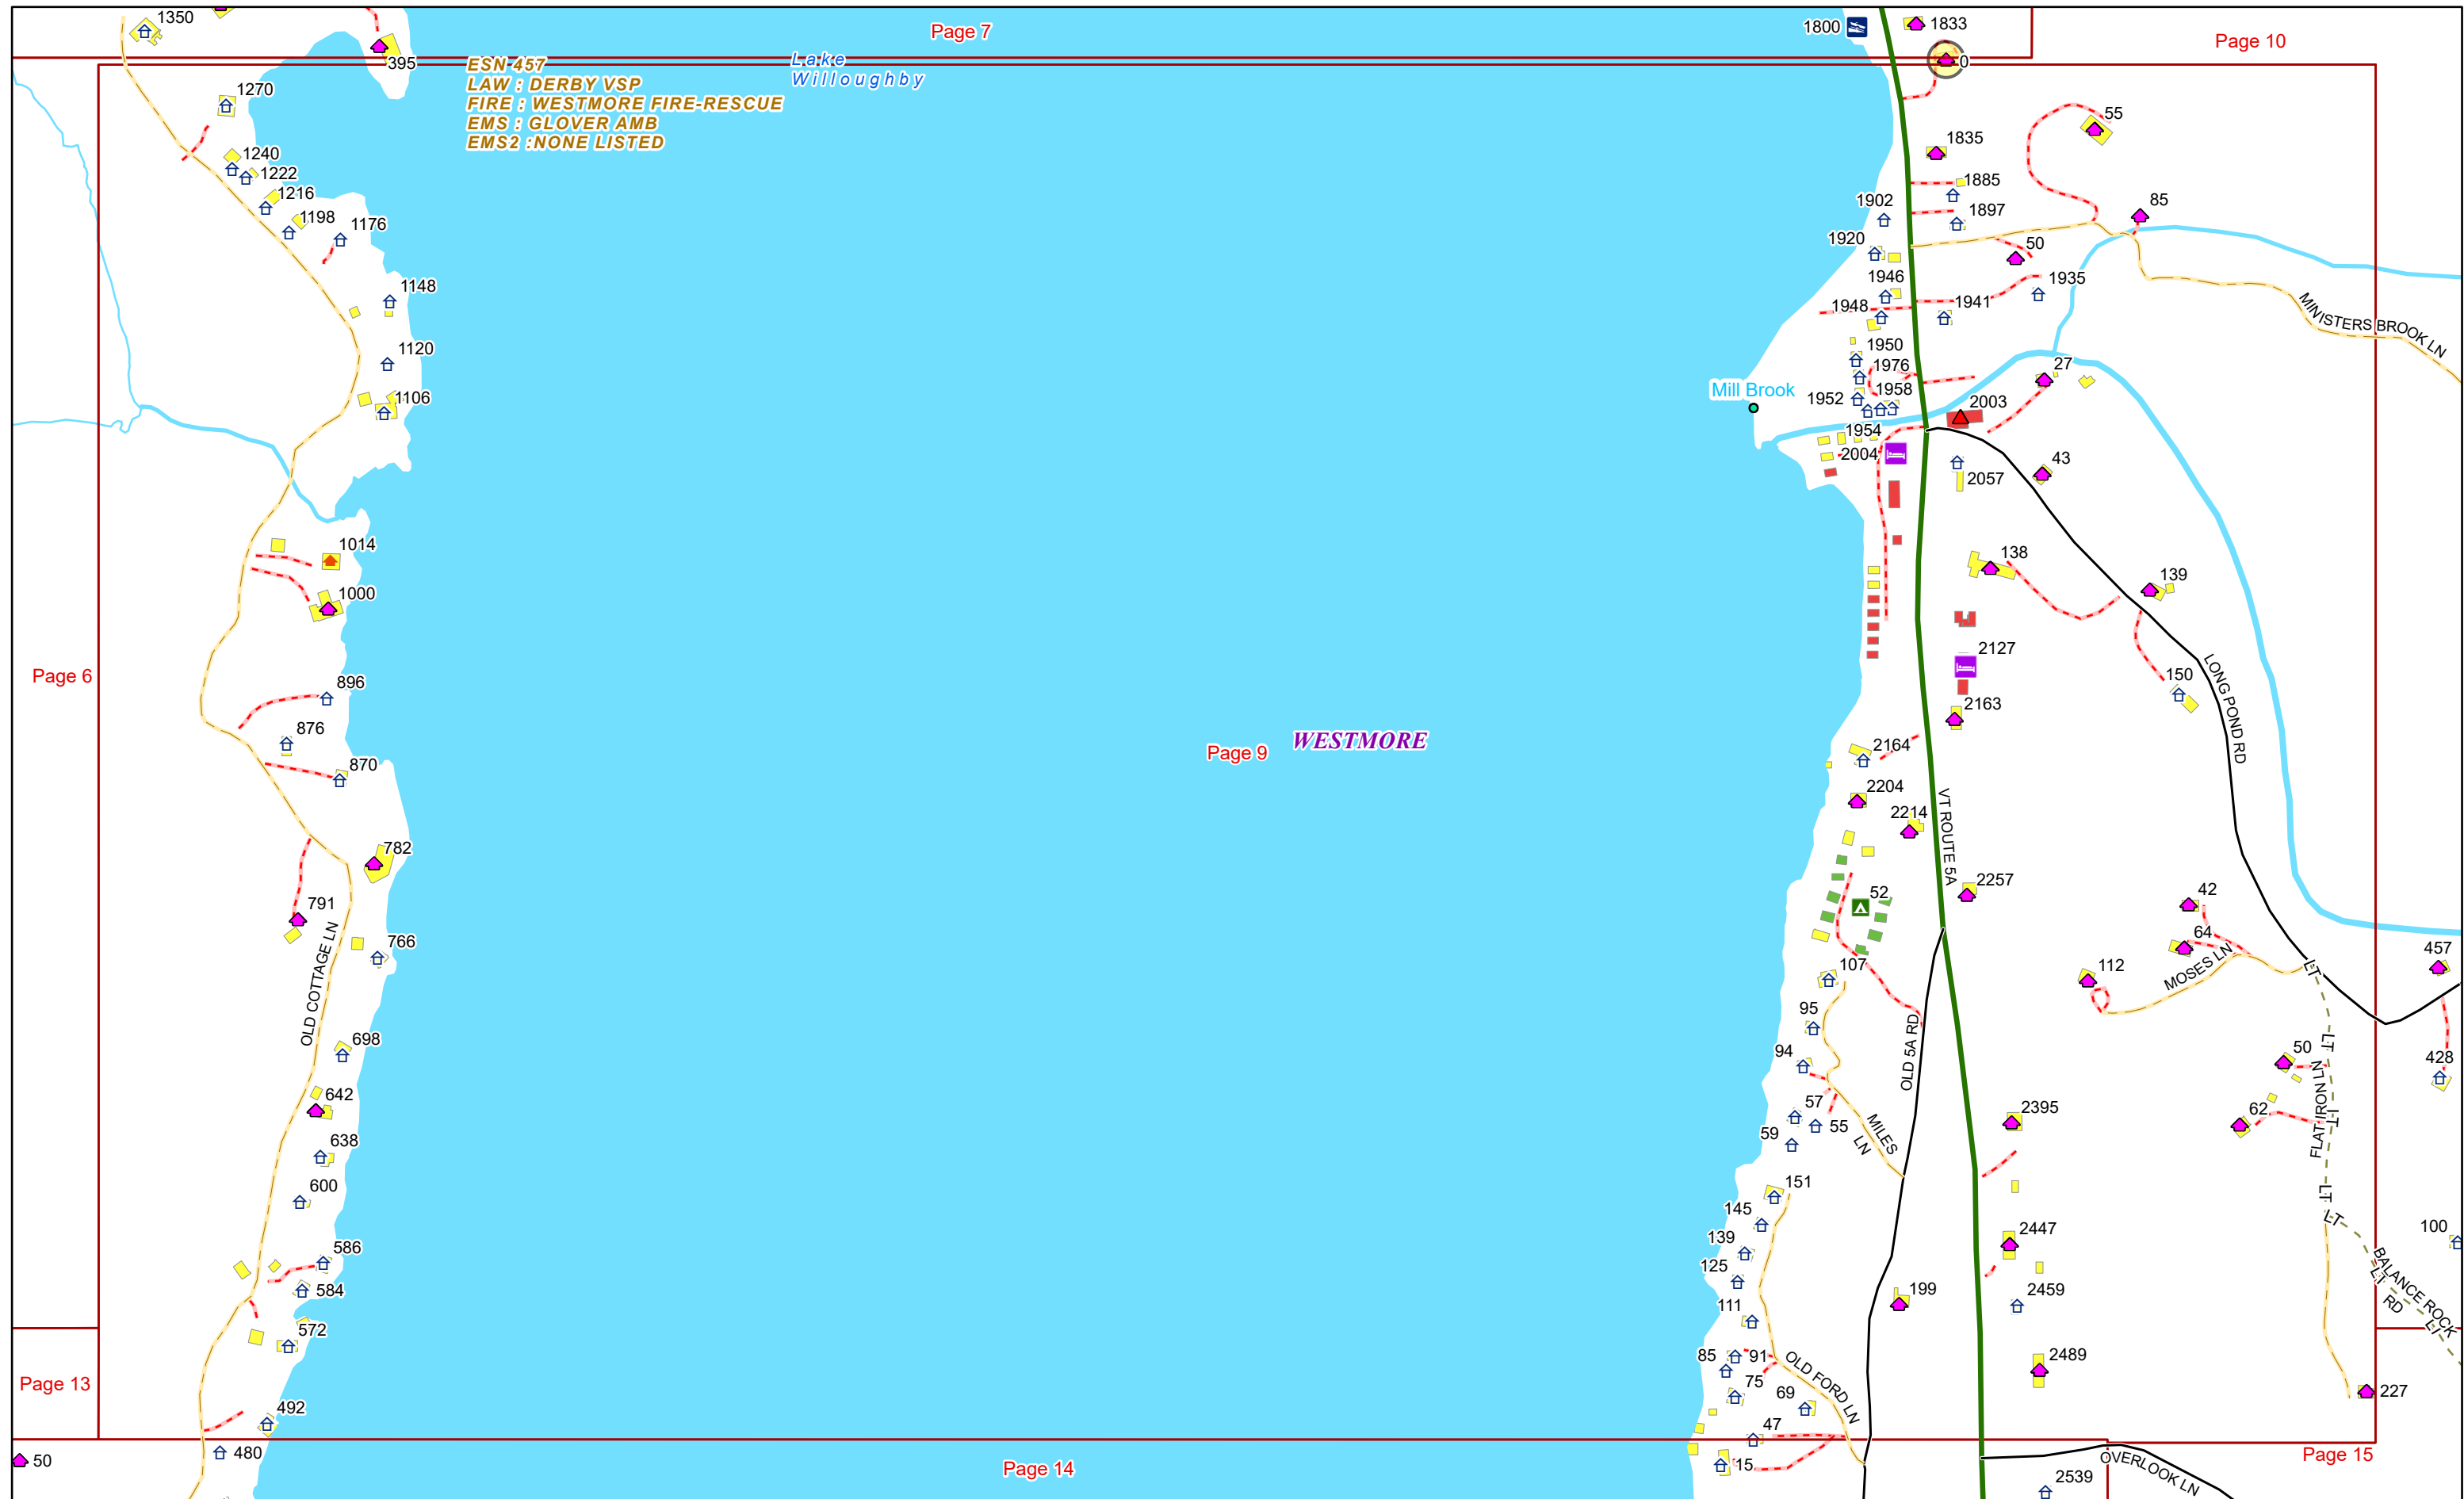 1350
395
Page 7
1800
1833
0
Page 10
ESN 457
LAW : DERBY VSP
FIRE : WESTMORE FIRE-RESCUE
EMS : GLOVER AMB
EMS2 :NONE LISTED
Lake
Willoughby
1270
1240
1222
1216
1198
1176
1148
1120
1106
1014
1000
Page 6
896
876
870
782
791
OLD COTTAGE LN
766
698
642
638
600
586
584
572
Page 13
492
480
50
Page 9
WESTMORE
Page 14
55
1835
1885
85
1902
1897
1920
50
1946
1935
1948
1941
MINISTERS BROOK LN
1950
1976
27
Mill Brook
1952
1958
2003
1954
2004
43
2057
138
139
2127
150
LONG POND RD
2163
2164
2204
VT ROUTE 5A
2214
2257
52
42
64
MOSES LN
457
112
107
LT
95
OLD 5A RD
94
50
LT
428
57
55
59
MILES
LN
2395
62
FLAT IRON LN
LT
151
LT
145
LT
139
2447
100
125
BALANCE ROCK
RD
LT
LT
199
2459
111
85
91
OLD FORD LN
2489
75
69
227
47
15
Page 15
OVERLOOK LN
2539